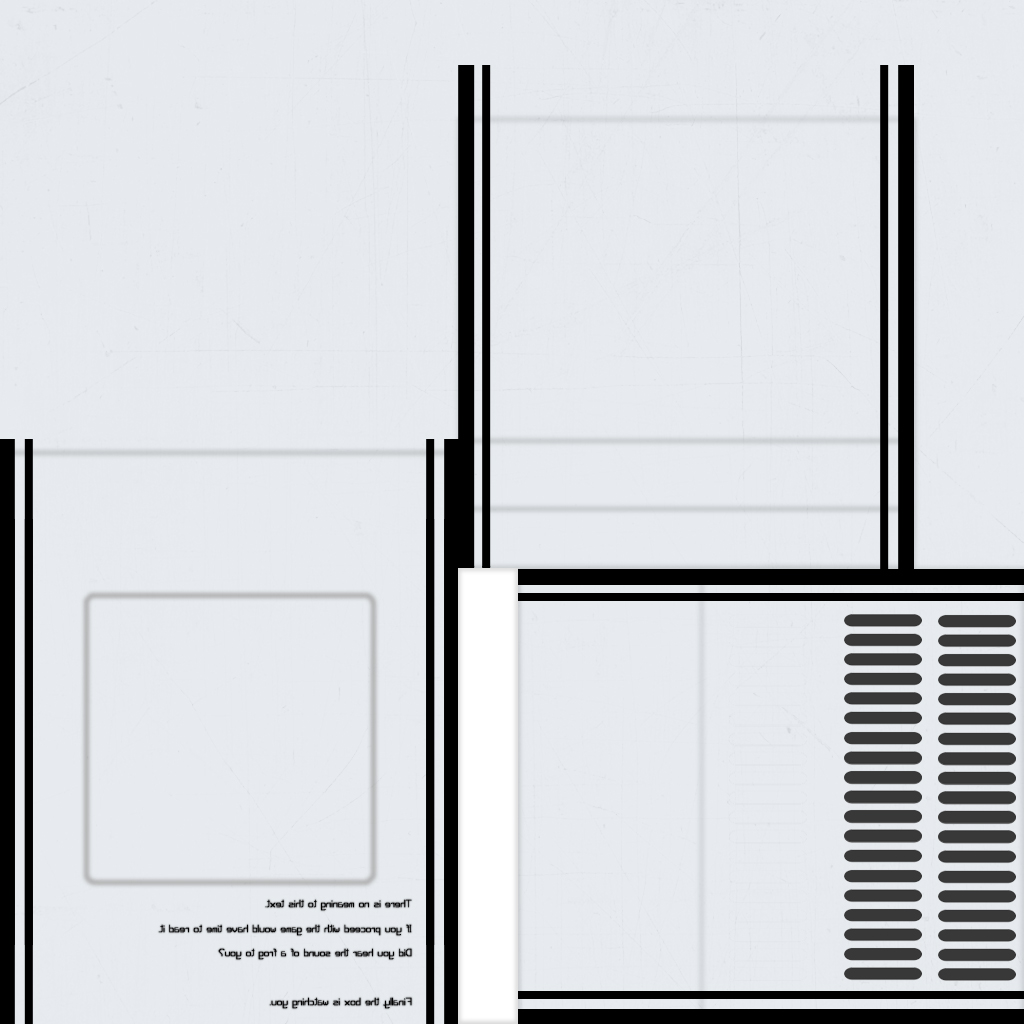 There is no meaning to this text.
If you proceed with the game would have time to read it.
Did you hear the sound of a frog to you?
Finally, the box is watching you.